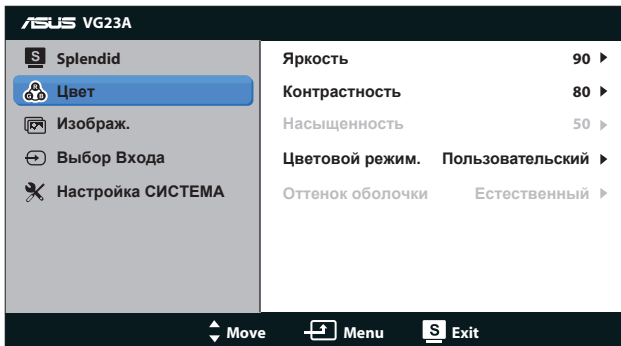 ASUS VG23A
S Splendid
Цвет
Изображ.
Выбор Входа
Настройка СИСТЕМА
Яркость 90
Контрастность 80
Насыщенность 50
Цветовой режим. Пользовательский
Оттенок оболочки Естественный
Move Menu S Exit